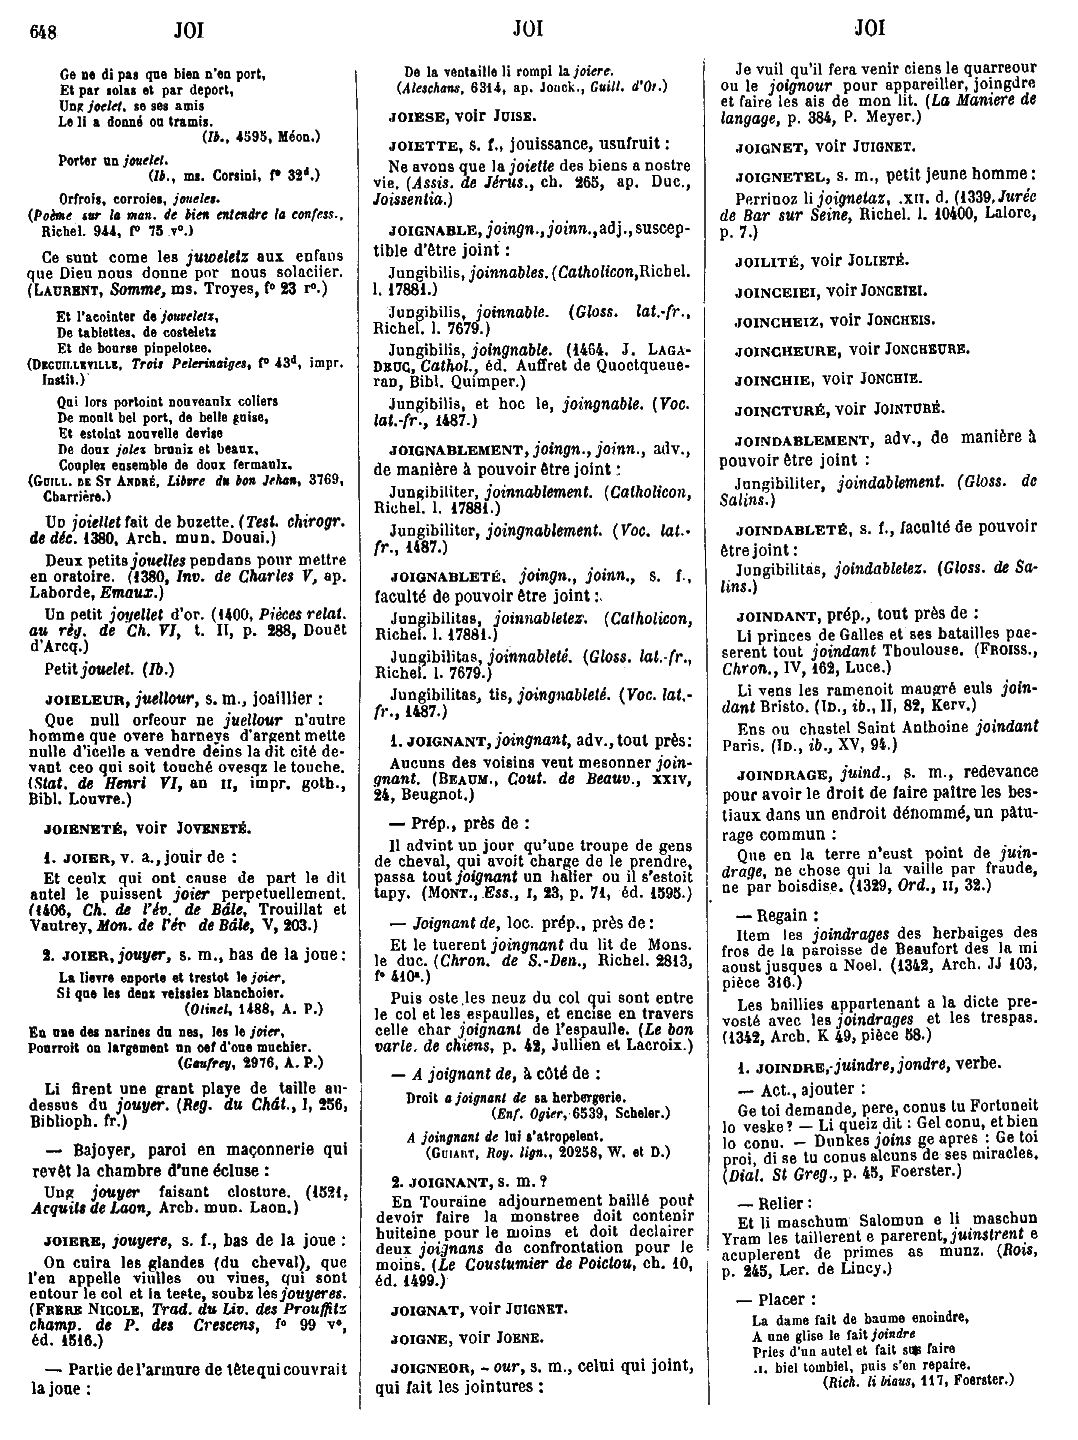 648 JOI JOI JOI
Ge ne di pas que bien n'en port,
Et par solas et par deport,
Ung joelet, se ses amis
Le li a donné ou tramis.
(Ib., 4595, Méon.)
Porter un jouelet.
(Ib., ms. Corsini, f° 32ᵈ.)
Orfrois, corroies, joueles.
(Poème sur la man. de bien entendre la confess.,
Richel. 944, f° 75 v°.)
Ce sunt come les juweletz aux enfans
que Dieu nous donne por nous solaciier.
(LAURENT, Somme, ms. Troyes, f° 23 r°.)
Et l'acointer de jouveletz,
De tablettes, de costeletz
Et de bourse pinpelotee.
(DEGUILLEVILLE, Trois Pelerinaiges, f° 43ᵈ, impr.
Instit.)
Qui lors portoint nouveaulx coliers
De moult bel port, de belle guise,
Et estoint nouvelle devise
De doux joiez bruniz et beaux,
Couplez ensemble de doux fermaulx.
(GUILL. DE ST ANDRÉ, Libvre du bon Jehan, 3769,
Charrière.)
Un joiellet fait de buzette. (Test. chirogr.
de déc. 1380, Arch. mun. Douai.)
Deux petits jouelles pendans pour mettre
en oratoire. (1380, Inv. de Charles V, ap.
Laborde, Emaux.)
Un petit joyellet d'or. (1400, Pièces relat.
au règ. de Ch. VI, t. II, p. 288, Douët
d'Arcq.)
Petit jouelet. (Ib.)
JOIELEUR, juellour, s. m., joaillier :
Que null orfeour ne juellour n'autre
homme que overe harneys d'argent mette
nulle d'icelle a vendre deins la dit cité de-
vant ceo qui soit touché ovesqz le touche.
(Stat. de Henri VI, an II, impr. goth.,
Bibl. Louvre.)
JOIENETÉ, voir JOVENETÉ.
1. JOIER, v. a., jouir de :
Et ceulx qui ont cause de part le dit
autel le puissent joier perpetuellement.
(1406, Ch. de l'év. de Bâle, Trouillat et
Vautrey, Mon. de l'év de Bâle, V, 203.)
2. JOIER, jouyer, s. m., bas de la joue :
La lievre enporte et trestot le joier,
Si que les denz veissiez blanchoier.
(Otinel, 1488, A. P.)
En une des narines du nes, les le joier,
Pourroit on largement un oef d'oue muchier.
(Gaufrey, 2976, A. P.)
Li firent une grant playe de taille au-
dessus du jouyer. (Reg. du Chât., I, 256,
Biblioph. fr.)
— Bajoyer, paroi en maçonnerie qui
revêt la chambre d'une écluse :
Ung jouyer faisant closture. (1521,
Acquits de Laon, Arch. mun. Laon.)
JOIERE, jouyere, s. f., bas de la joue :
On cuira les glandes (du cheval), que
l'en appelle viulles ou vives, qui sont
entour le col et la teste, soubz les jouyeres.
(FRERE NICOLE, Trad. du Liv. des Prouffitz
champ. de P. des Crescens, f° 99 v°,
éd. 1516.)
— Partie de l'armure de tête qui couvrait
la joue :
De la ventaille li rompi la joiere.
(Aleschans, 6314, ap. Jonck., Guill. d'Or.)
JOIESE, voir JUISE.
JOIETTE, s. f., jouissance, usufruit :
Ne avons que la joiette des biens a nostre
vie. (Assis. de Jérus., ch. 265, ap. Duc.,
Joissentia.)
JOIGNABLE, joingn., joinn., adj., suscep-
tible d'être joint :
Jungibilis, joinnables. (Catholicon, Richel.
l. 17881.)
Jungibilis, joinnable. (Gloss. lat.-fr.,
Richel. l. 7679.)
Jungibilis, joingnable. (1464. J. LAGA-
DEUC, Cathol., éd. Auffret de Quoetqueue-
ran, Bibl. Quimper.)
Jungibilis, et hoc le, joingnable. (Voc.
lat.-fr., 1487.)
JOIGNABLEMENT, joingn., joinn., adv.,
de manière à pouvoir être joint :
Jungibiliter, joinnablement. (Catholicon,
Richel. l. 17881.)
Jungibiliter, joingnablement. (Voc. lat.-
fr., 1487.)
JOIGNABLETÉ, joingn., joinn., s. f.,
faculté de pouvoir être joint :
Jungibilitas, joinnabletez. (Catholicon,
Richel. l. 17881.)
Jungibilitas, joinnableté. (Gloss. lat.-fr.,
Richel. l. 7679.)
Jungibilitas, tis, joingnableté. (Voc. lat.-
fr., 1487.)
1. JOIGNANT, joingnant, adv., tout près:
Aucuns des voisins veut mesonner join-
gnant. (BEAUM., Cout. de Beauv., XXIV,
24, Beugnot.)
— Prép., près de :
Il advint un jour qu'une troupe de gens
de cheval, qui avoit charge de le prendre,
passa tout joignant un halier ou il s'estoit
tapy. (MONT., Ess., I, 23, p. 71, éd. 1595.)
— Joignant de, loc. prép., près de :
Et le tuerent joingnant du lit de Mons.
le duc. (Chron. de S.-Den., Richel. 2813,
f° 410ᵃ.)
Puis oste les neuz du col qui sont entre
le col et les espaulles, et encise en travers
celle char joignant de l'espaulle. (Le bon
varle. de chiens, p. 42, Jullien et Lacroix.)
— A joignant de, à côté de :
Droit a joignant de sa herbergerie.
(Enf. Ogier, 6539, Scheler.)
A joingnant de lui s'atropelent.
(GUIART, Roy. lign., 20258, W. et D.)
2. JOIGNANT, s. m. ?
En Touraine adjournement baillé pout
devoir faire la monstree doit contenir
huiteine pour le moins et doit declairer
deux joignans de confrontation pour le
moins. (Le Coustumier de Poictou, ch. 10,
éd. 1499.)
JOIGNAT, voir JUIGNET.
JOIGNE, voir JOENE.
JOIGNEOR, - our, s. m., celui qui joint,
qui fait les jointures :
Je vuil qu'il fera venir ciens le quarreour
ou le joignour pour appareiller, joingdre
et faire les ais de mon lit. (La Maniere de
langage, p. 384, P. Meyer.)
JOIGNET, voir JUIGNET.
JOIGNETEL, s. m., petit jeune homme :
Perrinoz li joignetaz, .XII. d. (1339, Juréc
de Bar sur Seine, Richel. l. 10400, Lalore,
p. 7.)
JOILITÉ, voir JOLIETÉ.
JOINCEIEI, voir JONCEIEI.
JOINCHEIZ, voir JONCHEIS.
JOINCHEURE, voir JONCHEURE.
JOINCHIE, voir JONCHIE.
JOINCTURÉ, voir JOINTURÉ.
JOINDABLEMENT, adv., de manière à
pouvoir être joint :
Jungibiliter, joindablement. (Gloss. de
Salins.)
JOINDABLETÉ, s. f., faculté de pouvoir
être joint :
Jungibilitas, joindabletez. (Gloss. de Sa-
lins.)
JOINDANT, prép., tout près de :
Li princes de Galles et ses batailles pas-
serent tout joindant Thoulouse. (FROISS.,
Chron., IV, 162, Luce.)
Li vens les ramenoit maugré euls join-
dant Bristo. (ID., ib., II, 82, Kerv.)
Ens ou chastel Saint Anthoine joindant
Paris. (ID., ib., XV, 94.)
JOINDRAGE, juind., s. m., redevance
pour avoir le droit de faire paître les bes-
tiaux dans un endroit dénommé, un pâtu-
rage commun :
Que en la terre n'eust point de juin-
drage, ne chose qui la vaille par fraude,
ne par boisdise. (1329, Ord., II, 32.)
— Regain :
Item les joindrages des herbaiges des
fros de la paroisse de Beaufort des la mi
aoust jusques a Noel. (1342, Arch. JJ 103,
pièce 316.)
Les baillies appartenant a la dicte pre-
vosté avec les joindrages et les trespas.
(1342, Arch. K 49, pièce 58.)
1. JOINDRE, juindre, jondre, verbe.
— Act., ajouter :
Ge toi demande, pere, conus tu Fortuneit
lo veske ? — Li queiz dit : Gel conu, et bien
lo conu. — Dunkes joins ge apres : Ge toi
proi, di se tu conus alcuns de ses miracles.
(Dial. St Greg., p. 45, Foerster.)
— Relier :
Et li maschum Salomun e li maschun
Yram les taillerent e parerent, juinstrent e
acuplerent de primes as munz. (Rois,
p. 245, Ler. de Lincy.)
— Placer :
La dame fait de baume enoindre,
A une glise le fait joindre
Pries d'un autel et fait sus faire
.I. biel tombiel, puis s'en repaire.
(Rich. li biaus, 117, Foerster.)